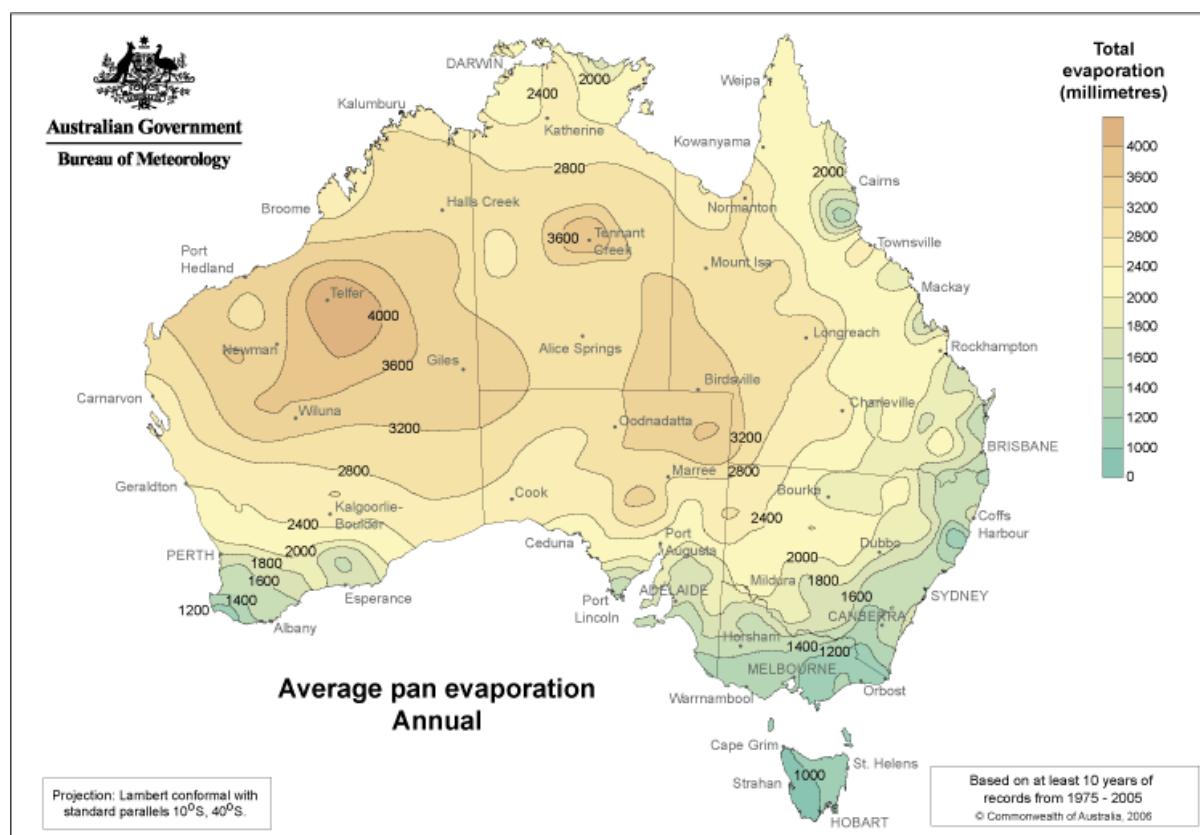 Australian Government
Bureau of Meteorology
Total
evaporation
(millimetres)
4000
3600
3200
2800
2400
2000
1800
1600
1400
1200
1000
0
DARWIN
2000
2400
Weipa
Kalumburu
Katherine
Kowanyama
2800
2000
Cairns
Halls Creek
Normanton
Broome
3600
Tennant
Creek
Townsville
Port
Hedland
Mount Isa
Mackay
Telfer
4000
Longreach
Newman
Alice Springs
Rockhampton
3600
Giles
Birdsville
Carnarvon
Charleville
Wiluna
3200
Oodnadatta
3200
BRISBANE
2800
Marree
2800
Geraldton
Cook
Bourke
Kalgoorlie-
Boulder
2400
2400
Coffs
Harbour
PERTH
2000
Ceduna
Port
Augusta
Dubbo
1800
2000
1600
Mildura
1800
1400
Esperance
ADELAIDE
1600
SYDNEY
1200
Port
Lincoln
CANBERRA
Albany
Horsham
1400
1200
MELBOURNE
Average pan evaporation
Annual
Warrnambool
Orbost
Cape Grim
St. Helens
1000
Strahan
HOBART
Projection: Lambert conformal with
standard parallels 10°S, 40°S.
Based on at least 10 years of
records from 1975 - 2005
© Commonwealth of Australia, 2006